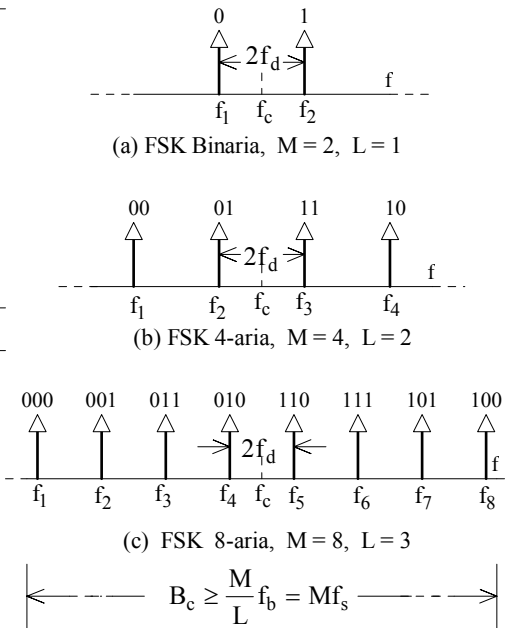 0 1
2f_d
f
f_1 f_c f_2
(a) FSK Binaria, M = 2, L = 1
00 01 11 10
2f_d
f
f_1 f_2 f_c f_3 f_4
(b) FSK 4-aria, M = 4, L = 2
000 001 011 010 110 111 101 100
2f_d
f
f_1 f_2 f_3 f_4 f_c f_5 f_6 f_7 f_8
(c) FSK 8-aria, M = 8, L = 3
B_c ≥ M/L f_b = Mf_s